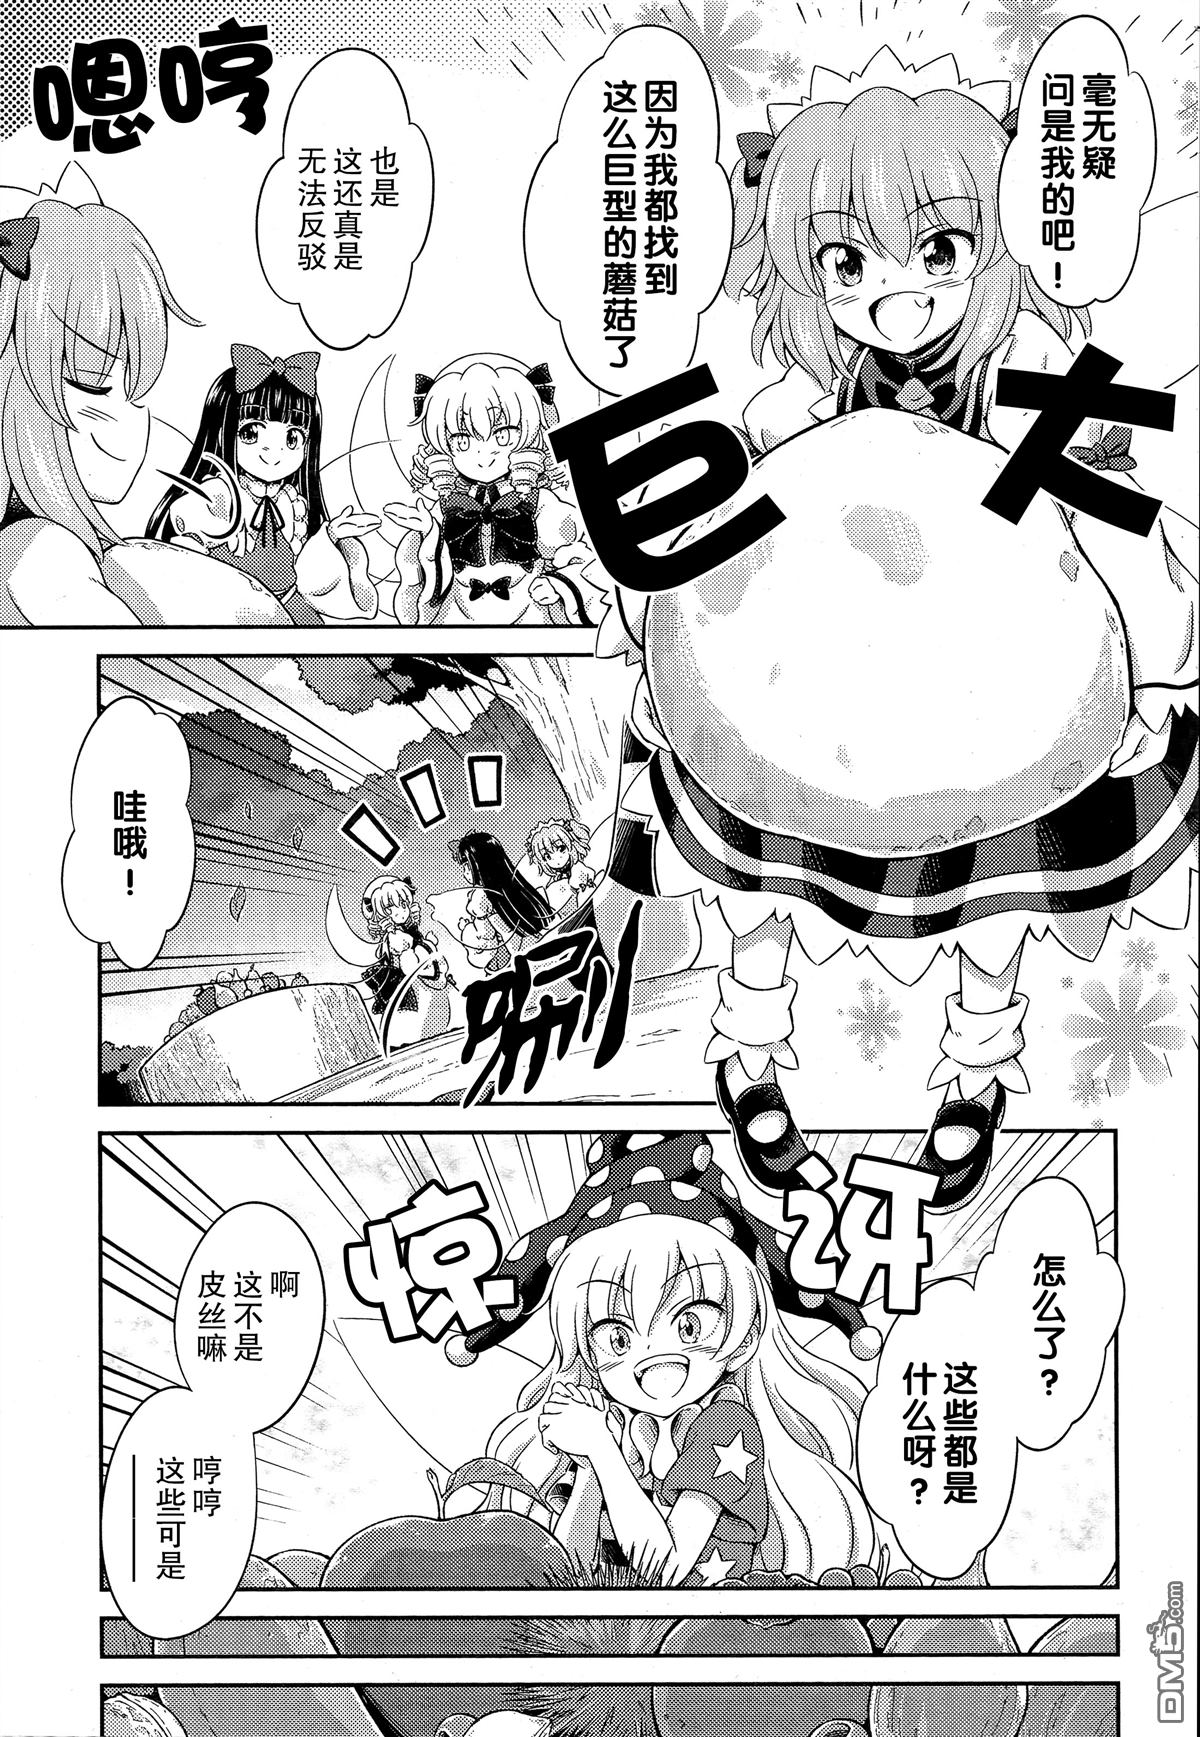 毫无疑
问是我的吧！
因为我都找到
这么巨型的蘑菇了
巨大
也是
这还真是
无法反驳
嗯哼
唰
哇哦！
怎么了？
这些都是
什么呀？
惊讶
啊
这不是
皮丝嘛
哼哼
这些可是
——
DM5.com